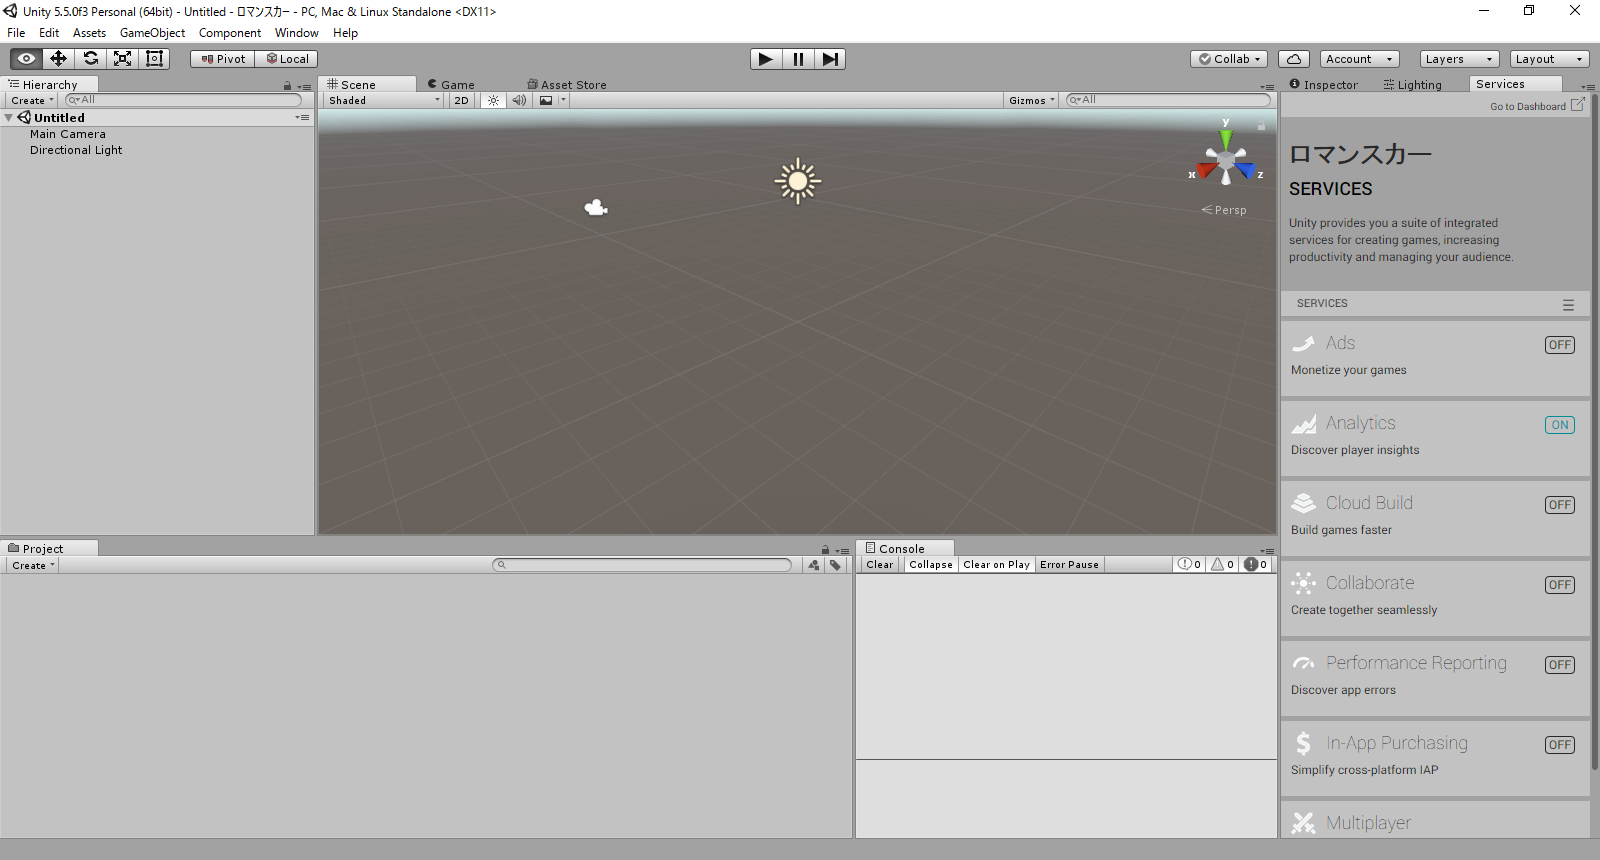 Unity 5.5.0f3 Personal (64bit) - Untitled - ロマンスカー - PC, Mac & Linux Standalone <DX11>
File Edit Assets GameObject Component Window Help
Pivot Local Collab Account Layers Layout
Hierarchy
Create All
Untitled
Main Camera
Directional Light
Scene Game Asset Store
Shaded 2D Gizmos All
y
x z
Persp
Project
Create
Console
Clear Collapse Clear on Play Error Pause 0 0 0
Inspector Lighting Services
Go to Dashboard
ロマンスカー
SERVICES
Unity provides you a suite of integrated
services for creating games, increasing
productivity and managing your audience.
SERVICES
Ads OFF
Monetize your games
Analytics ON
Discover player insights
Cloud Build OFF
Build games faster
Collaborate OFF
Create together seamlessly
Performance Reporting OFF
Discover app errors
In-App Purchasing OFF
Simplify cross-platform IAP
Multiplayer